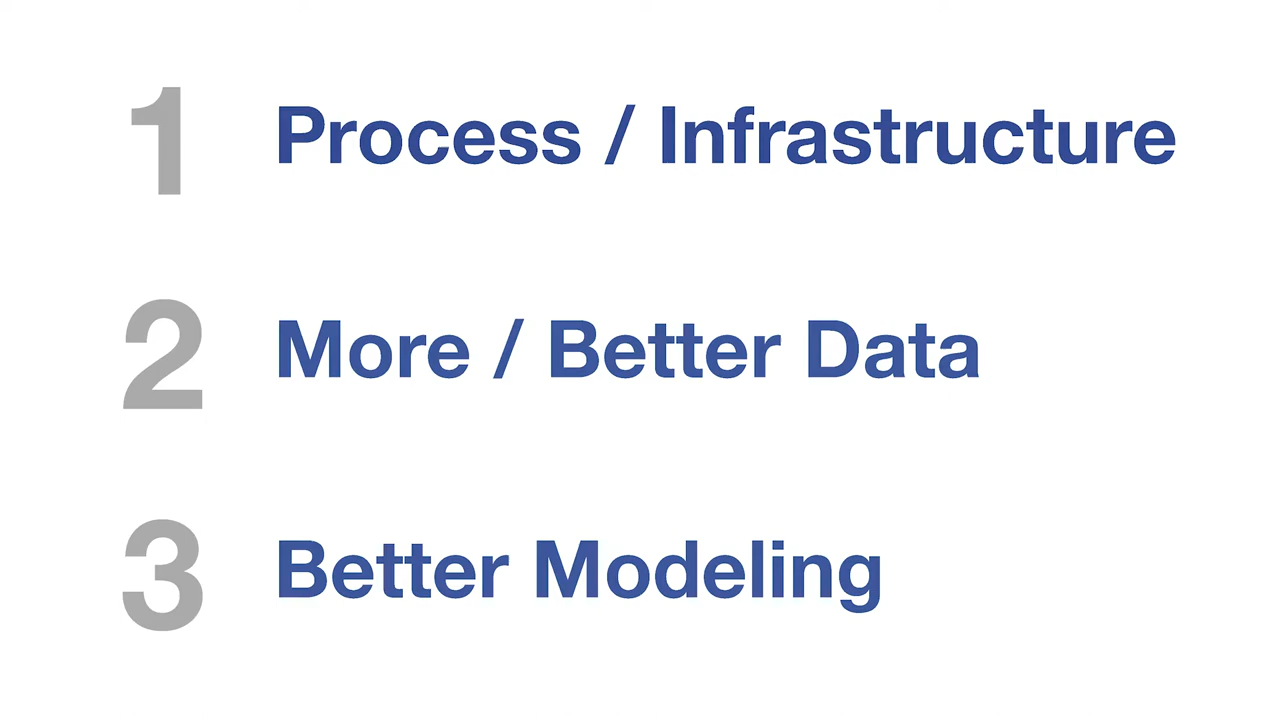 1 Process / Infrastructure
2 More / Better Data
3 Better Modeling